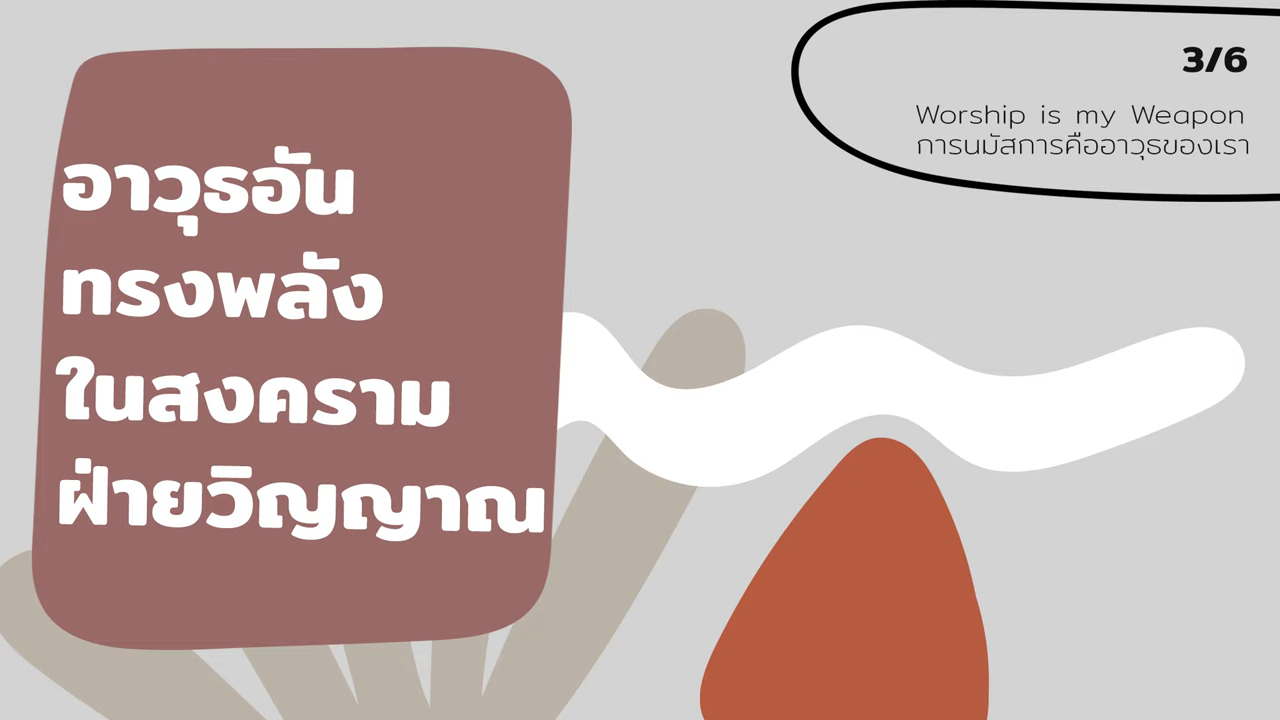 อาวุธอัน
ทรงพลัง
ในสงคราม
ฝ่ายวิญญาณ
3/6
Worship is my Weapon
การนมัสการคืออาวุธของเรา